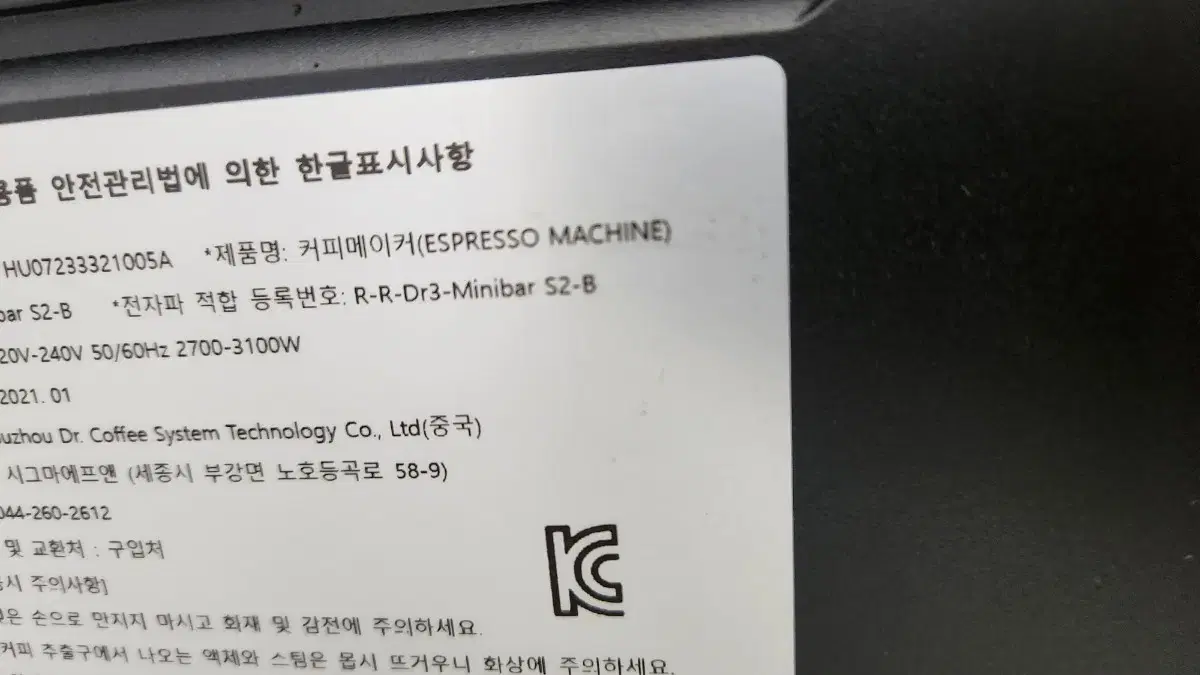 용품 안전관리법에 의한 한글표시사항
HU07233321005A *제품명: 커피메이커(ESPRESSO MACHINE)
bar S2-B *전자파 적합 등록번호: R-R-Dr3-Minibar S2-B
20V-240V 50/60Hz 2700-3100W
2021. 01
uzhou Dr. Coffee System Technology Co., Ltd(중국)
시그마에프앤 (세종시 부강면 노호등곡로 58-9)
044-260-2612
및 교환처 : 구입처
시 주의사항]
은 손으로 만지지 마시고 화재 및 감전에 주의하세요.
커피 추출구에서 나오는 액체와 스팀은 몹시 뜨거우니 화상에 주의하세요.